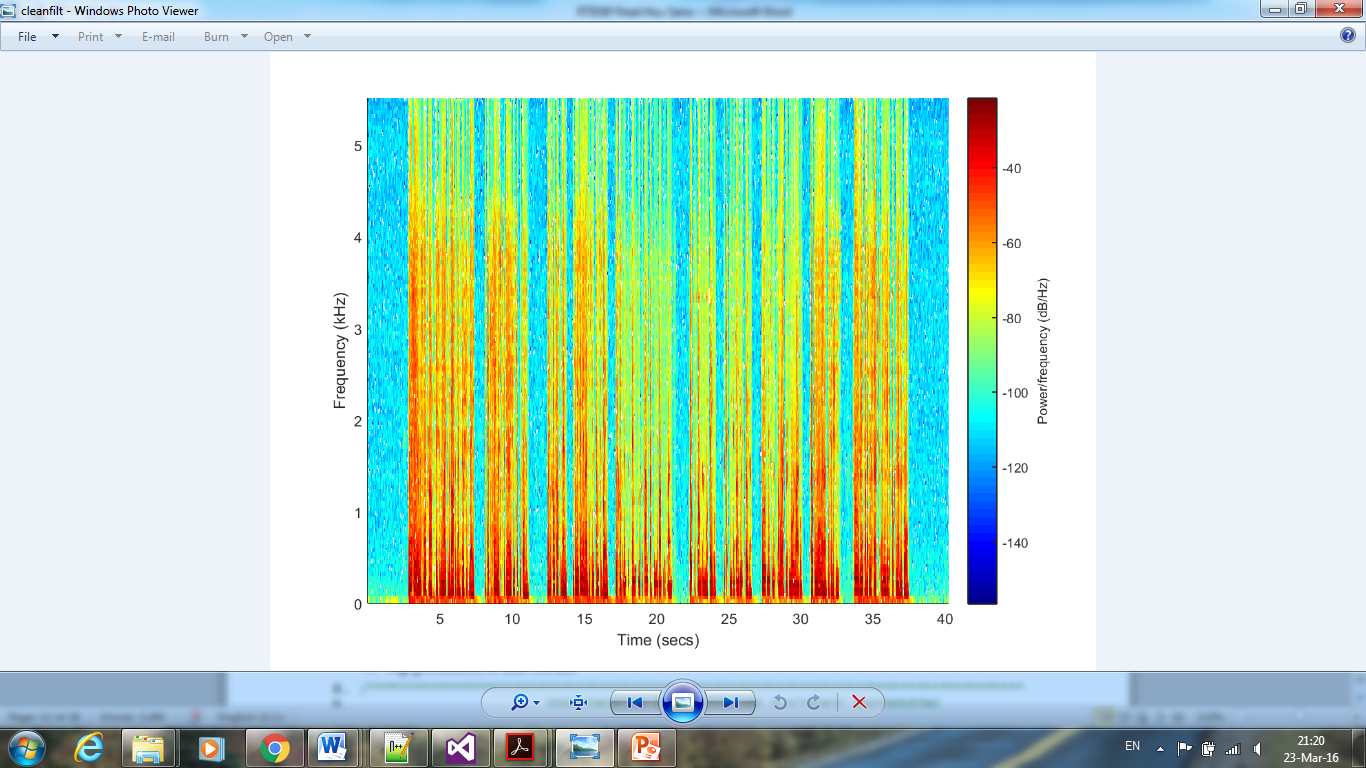 cleanfilt - Windows Photo Viewer
File Print E-mail Burn Open
5
4
3
2
1
0
Frequency (kHz)
5 10 15 20 25 30 35 40
Time (secs)
-40
-60
-80
-100
-120
-140
Power/frequency (dB/Hz)
EN
21:20
23-Mar-16